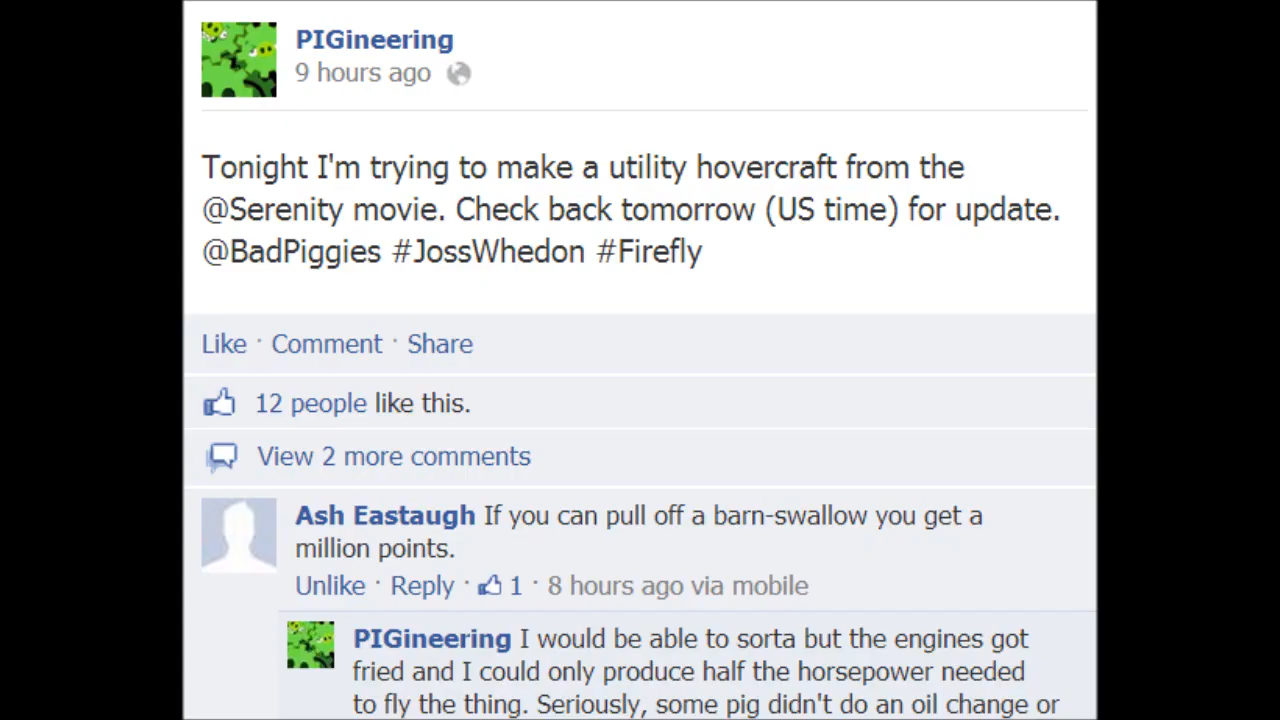 PIGineering
9 hours ago
Tonight I'm trying to make a utility hovercraft from the
@Serenity movie. Check back tomorrow (US time) for update.
@BadPiggies #JossWhedon #Firefly
Like · Comment · Share
12 people like this.
View 2 more comments
Ash Eastaugh If you can pull off a barn-swallow you get a
million points.
Unlike · Reply · 1 · 8 hours ago via mobile
PIGineering I would be able to sorta but the engines got
fried and I could only produce half the horsepower needed
to fly the thing. Seriously, some pig didn't do an oil change or